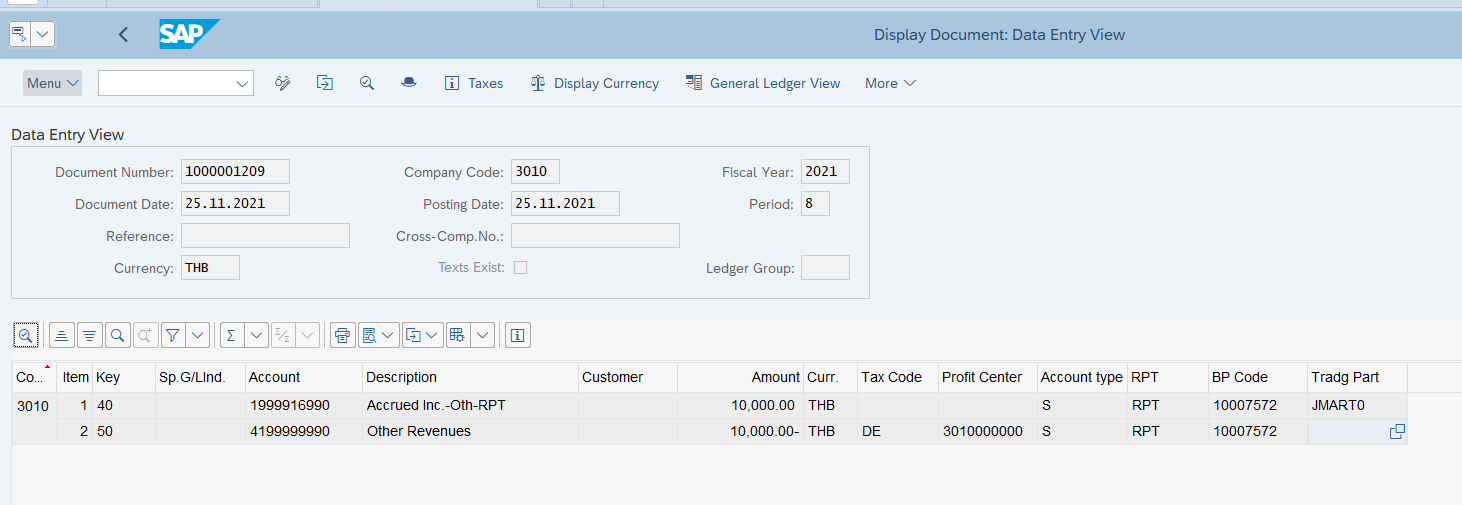 SAP
Display Document: Data Entry View
Menu Taxes Display Currency General Ledger View More
Data Entry View
Document Number: 1000001209 Company Code: 3010 Fiscal Year: 2021
Document Date: 25.11.2021 Posting Date: 25.11.2021 Period: 8
Reference: Cross-Comp.No.:
Currency: THB Texts Exist: Ledger Group:
Co... Item Key Sp.G/LInd. Account Description Customer Amount Curr. Tax Code Profit Center Account type RPT BP Code Tradg Part
3010 1 40 1999916990 Accrued Inc.-Oth-RPT 10,000.00 THB S RPT 10007572 JMART0
2 50 4199999990 Other Revenues 10,000.00- THB DE 3010000000 S RPT 10007572